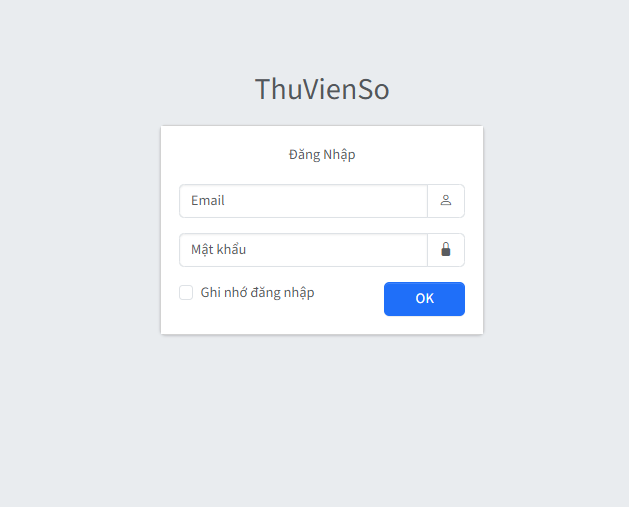 ThuVienSo
Đăng Nhập
Email
Mật khẩu
Ghi nhớ đăng nhập
OK